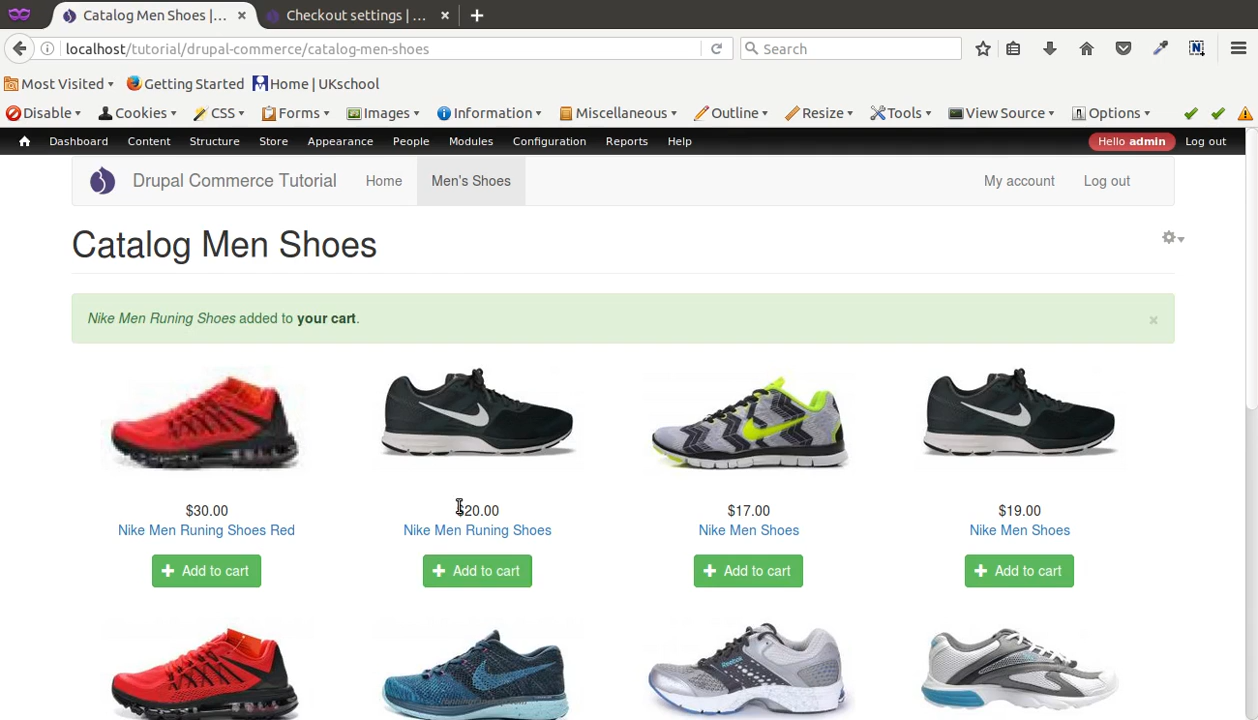 Catalog Men Shoes |...
Checkout settings | ...
localhost/tutorial/drupal-commerce/catalog-men-shoes
Search
Most Visited
Getting Started
Home | UKschool
Disable
Cookies
CSS
Forms
Images
Information
Miscellaneous
Outline
Resize
Tools
View Source
Options
Dashboard
Content
Structure
Store
Appearance
People
Modules
Configuration
Reports
Help
Hello admin
Log out
Drupal Commerce Tutorial
Home
Men's Shoes
My account
Log out
Catalog Men Shoes
Nike Men Runing Shoes added to your cart.
×
$30.00
Nike Men Runing Shoes Red
Add to cart
$20.00
Nike Men Runing Shoes
Add to cart
$17.00
Nike Men Shoes
Add to cart
$19.00
Nike Men Shoes
Add to cart